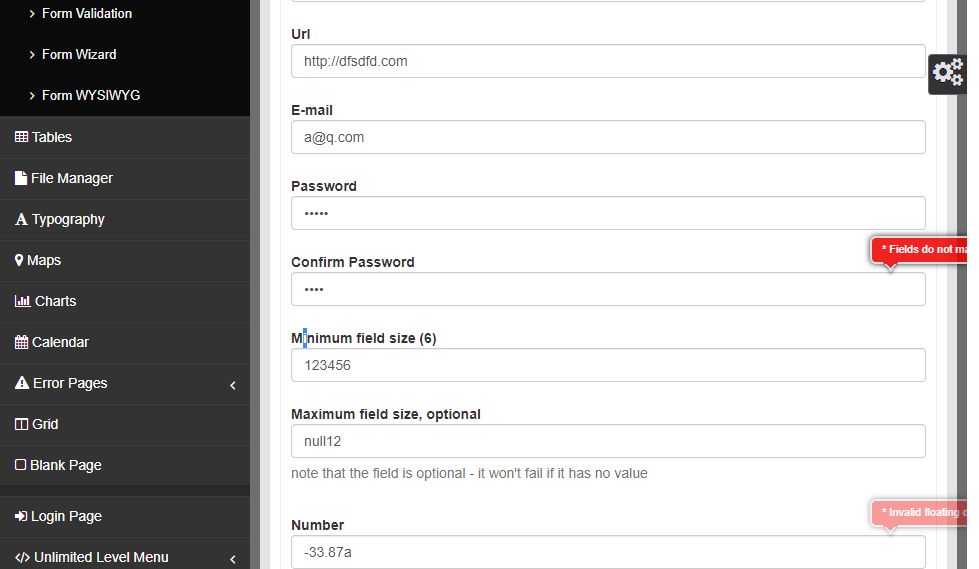 Form Validation
Form Wizard
Form WYSIWYG
Tables
File Manager
Typography
Maps
Charts
Calendar
Error Pages
Grid
Blank Page
Login Page
Unlimited Level Menu
Url
http://dfsdfd.com
E-mail
a@q.com
Password
•••••
* Fields do not
Confirm Password
••••
Minimum field size (6)
123456
Maximum field size, optional
null12
note that the field is optional - it won't fail if it has no value
* Invalid floating
Number
-33.87a